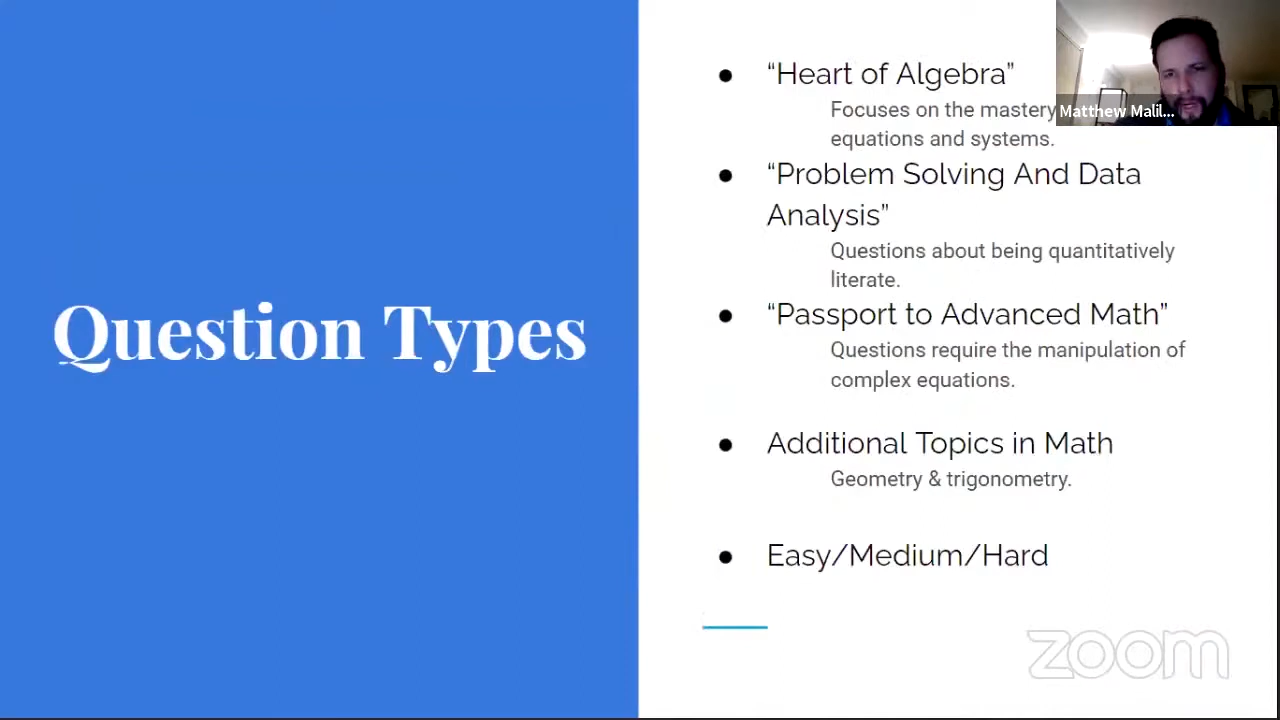 “Heart of Algebra”
Focuses on the mastery
Matthew Malil...
equations and systems.
“Problem Solving And Data
Analysis”
Questions about being quantitatively
literate.
Question Types
“Passport to Advanced Math”
Questions require the manipulation of
complex equations.
Additional Topics in Math
Geometry & trigonometry.
Easy/Medium/Hard
zoom